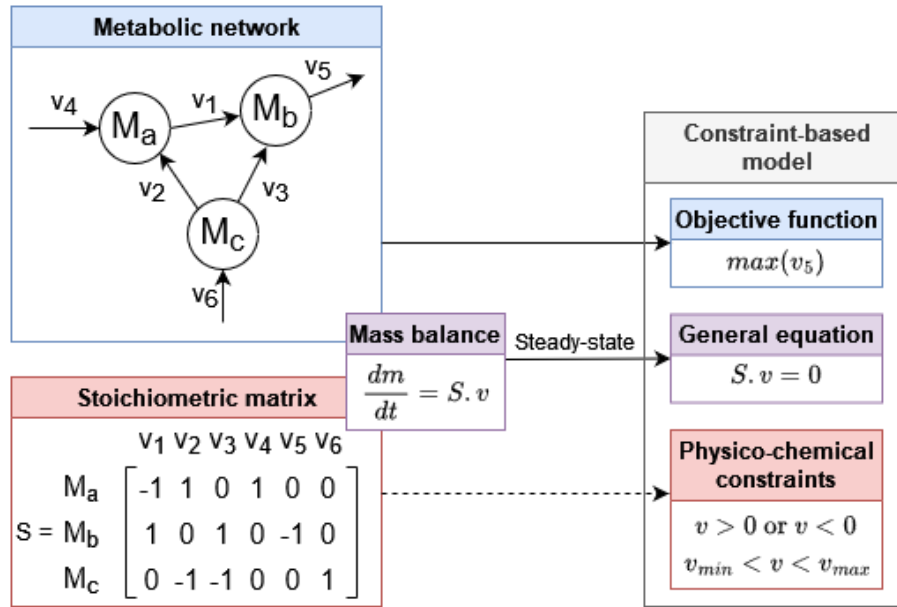 Metabolic network
v5
v4
v1
Mb
Ma
v2
v3
Mc
v6
Constraint-based
model
Objective function
max(v5)
Mass balance
dm
dt
= S.v
Steady-state
General equation
S.v = 0
Stoichiometric matrix
v1 v2 v3 v4 v5 v6
Ma -1 1 0 1 0 0
S = Mb 1 0 1 0 -1 0
Mc 0 -1 -1 0 0 1
Physico-chemical
constraints
v > 0 or v < 0
vmin < v < vmax